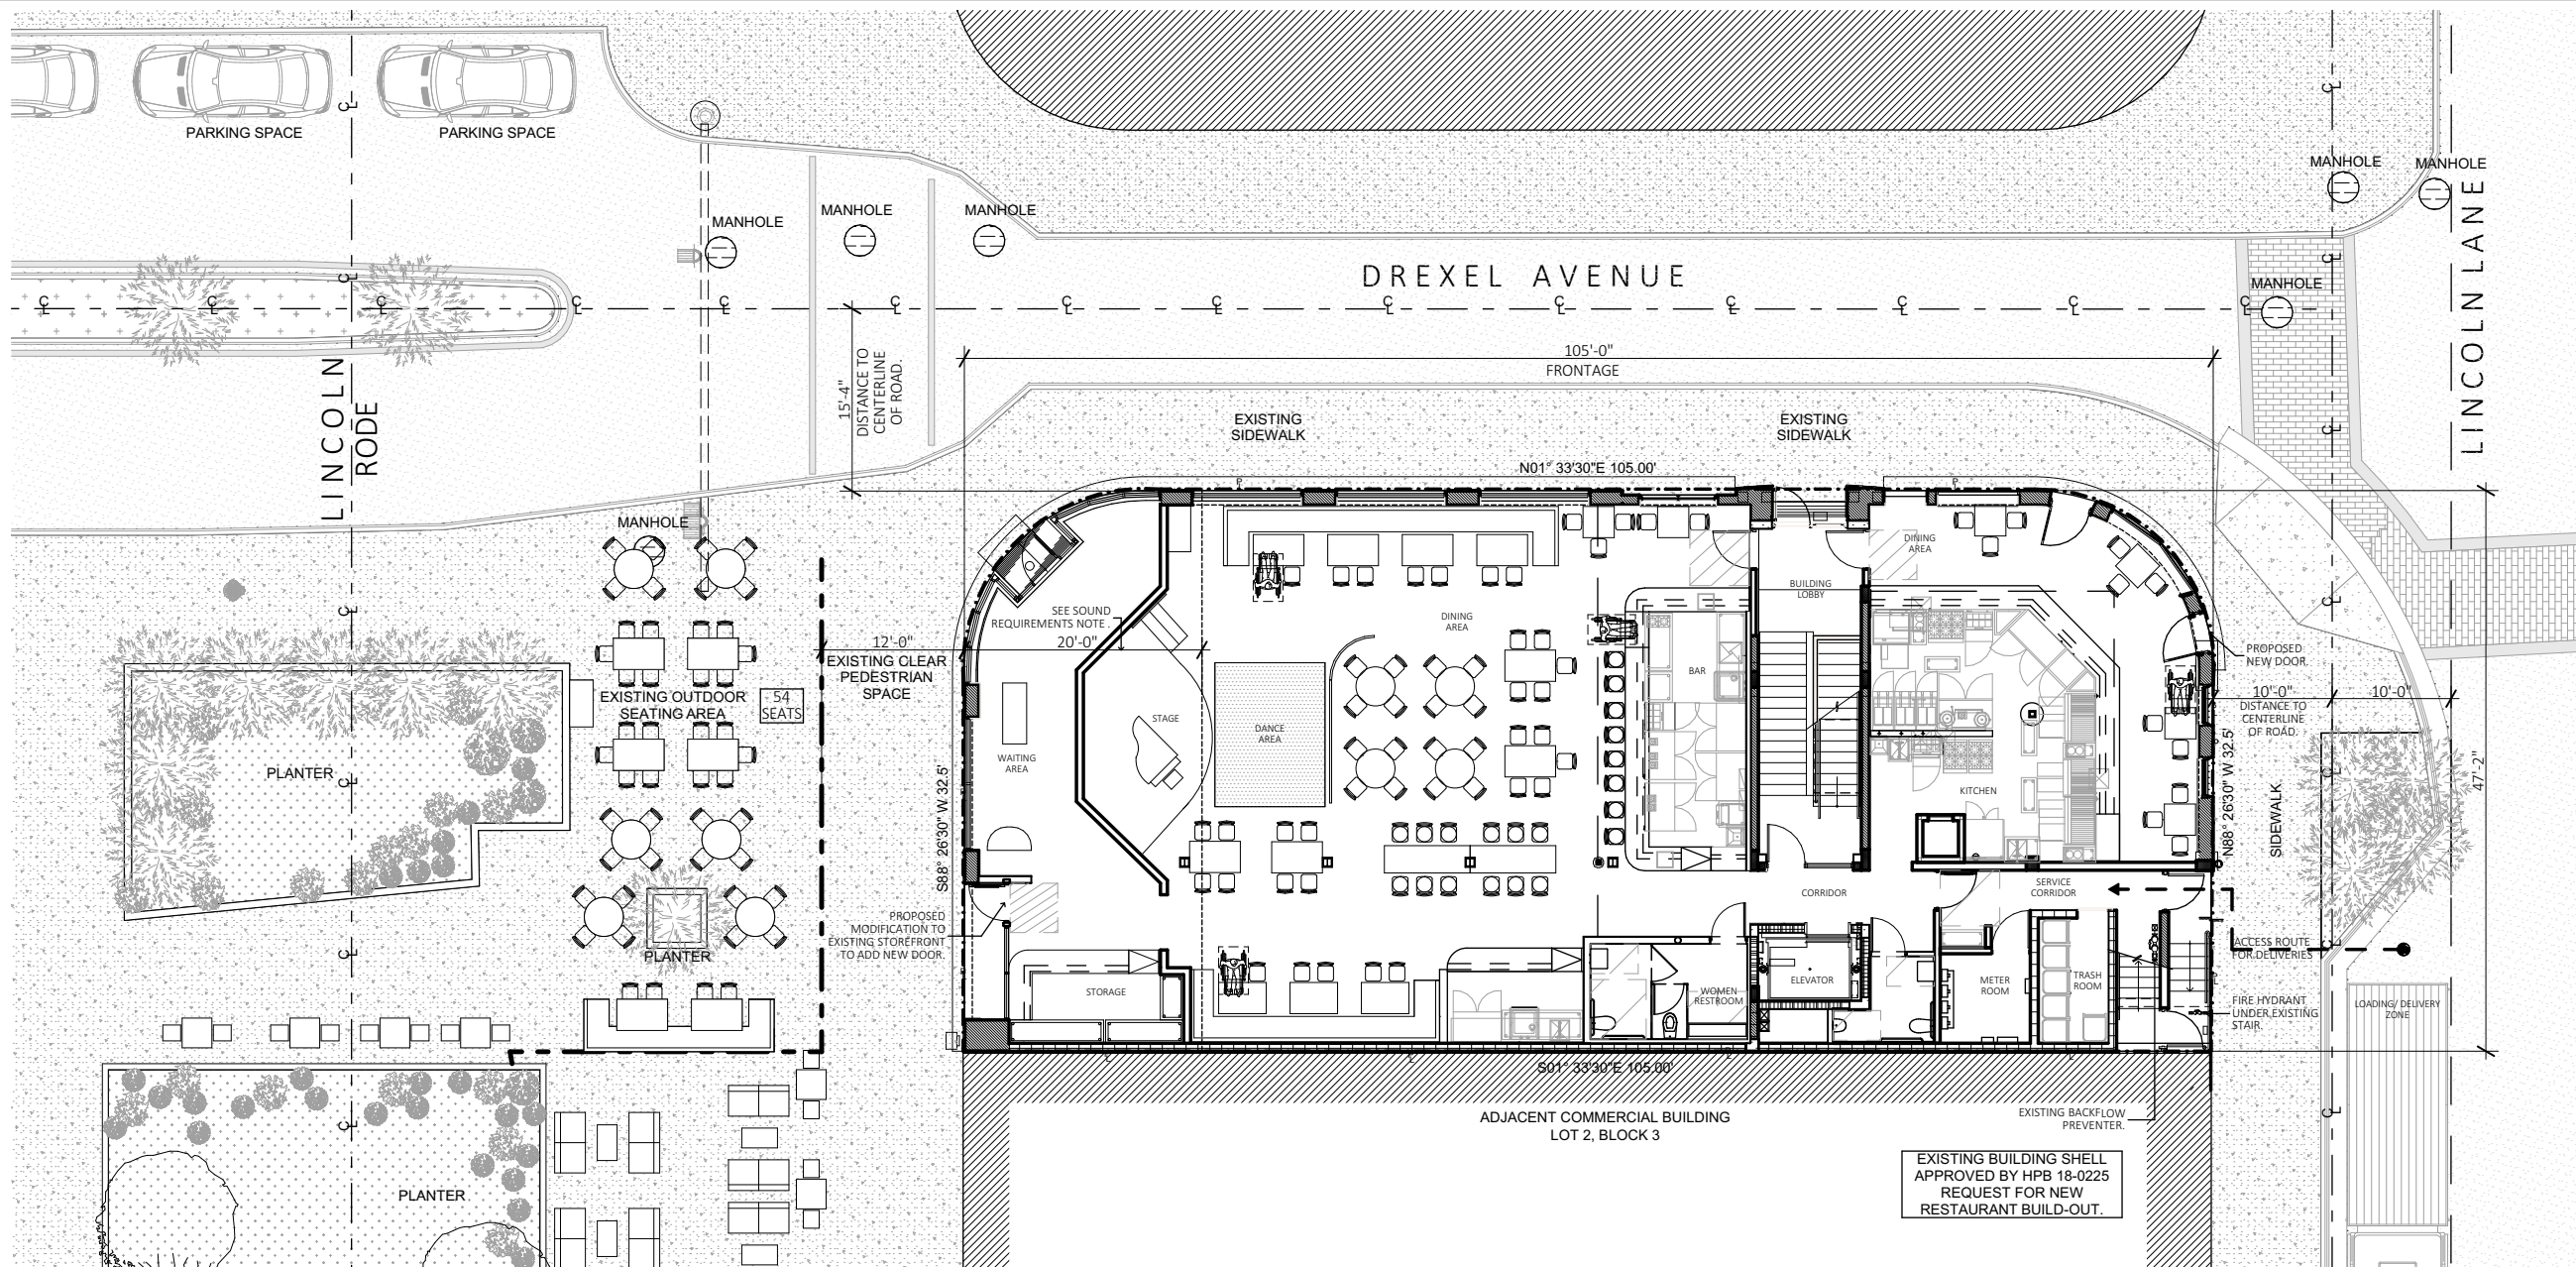 PARKING SPACE
PARKING SPACE
MANHOLE
MANHOLE
MANHOLE
MANHOLE
MANHOLE
MANHOLE
DREXEL AVENUE
LINCOLN LANE
LINCOLN
RODE
105'-0"
FRONTAGE
15'-4"
DISTANCE TO
CENTERLINE
OF ROAD.
EXISTING
SIDEWALK
EXISTING
SIDEWALK
N01° 33'30"E 105.00'
MANHOLE
SEE SOUND
REQUIREMENTS NOTE
12'-0"
20'-0"
EXISTING CLEAR
PEDESTRIAN
SPACE
EXISTING OUTDOOR
SEATING AREA
54
SEATS
PLANTER
WAITING
AREA
STAGE
DANCE
AREA
DINING
AREA
BAR
BUILDING
LOBBY
DINING
AREA
KITCHEN
PROPOSED
NEW DOOR.
10'-0"
10'-0"
DISTANCE TO
CENTERLINE
OF ROAD.
47'-2"
N88° 26'30" W 32.5'
S88° 26'30" W 32.5'
SIDEWALK
CORRIDOR
SERVICE
CORRIDOR
PROPOSED
MODIFICATION TO
EXISTING STOREFRONT
TO ADD NEW DOOR.
PLANTER
STORAGE
WOMEN
RESTROOM
ELEVATOR
METER
ROOM
TRASH
ROOM
ACCESS ROUTE
FOR DELIVERIES
FIRE HYDRANT
UNDER EXISTING
STAIR.
LOADING/ DELIVERY
ZONE
S01° 33'30"E 105.00'
ADJACENT COMMERCIAL BUILDING
LOT 2, BLOCK 3
EXISTING BACKFLOW
PREVENTER.
EXISTING BUILDING SHELL
APPROVED BY HPB 18-0225
REQUEST FOR NEW
RESTAURANT BUILD-OUT.
PLANTER